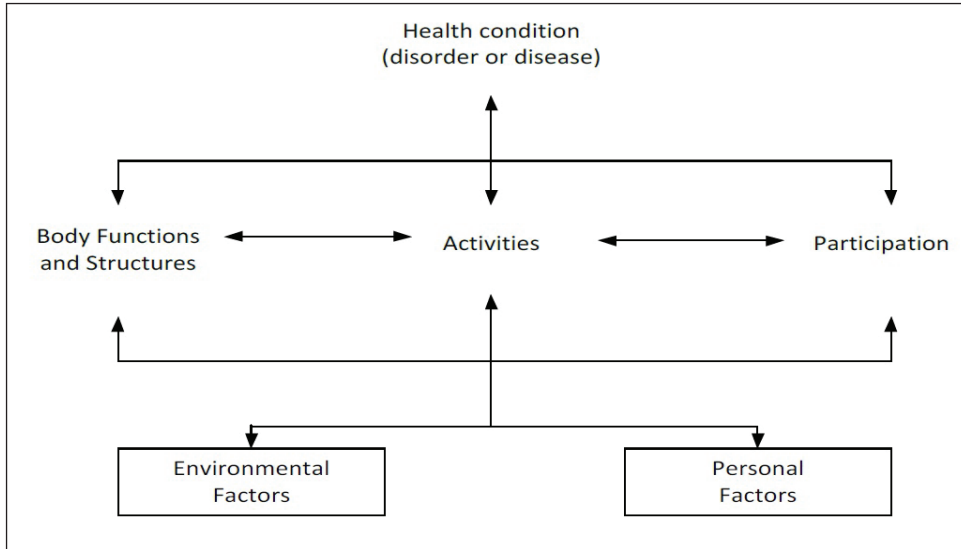 Health condition
(disorder or disease)
Body Functions
and Structures
Activities
Participation
Environmental
Factors
Personal
Factors